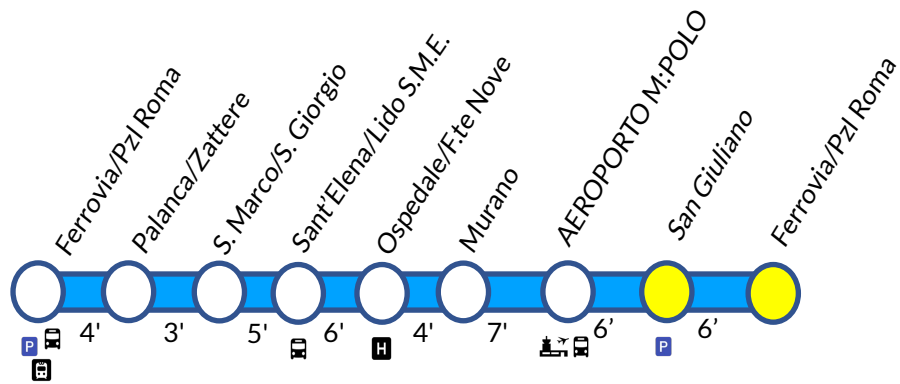 Ferrovia/Pzl Roma
Palanca/Zattere
S. Marco/S. Giorgio
Sant'Elena/Lido S.M.E.
Ospedale/F.te Nove
Murano
AEROPORTO M:POLO
San Giuliano
Ferrovia/Pzl Roma
4' 3' 5' 6' 4' 7' 6' 6'
P H P